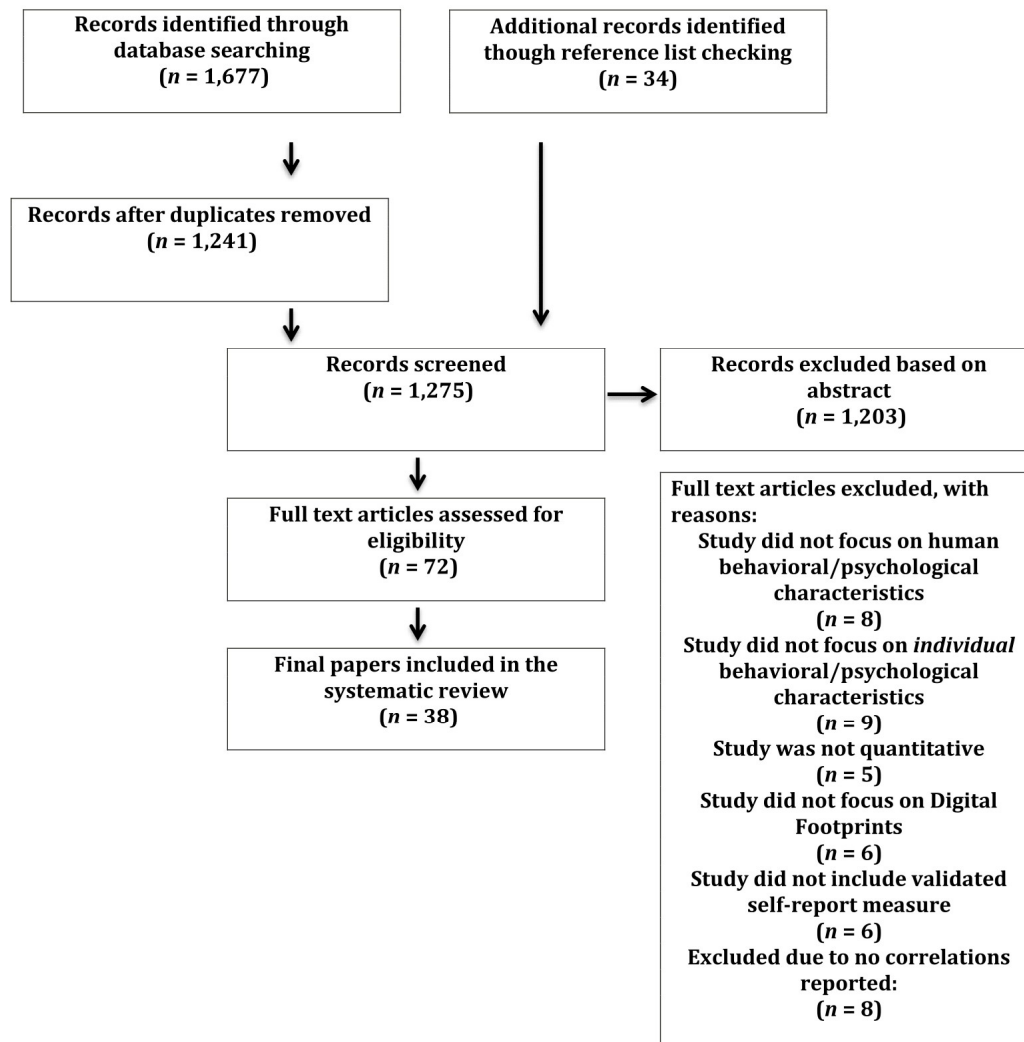 Records identified through
database searching
(n = 1,677)
Additional records identified
though reference list checking
(n = 34)
Records after duplicates removed
(n = 1,241)
Records screened
(n = 1,275)
Records excluded based on
abstract
(n = 1,203)
Full text articles assessed for
eligibility
(n = 72)
Final papers included in the
systematic review
(n = 38)
Full text articles excluded, with
reasons:
Study did not focus on human
behavioral/psychological
characteristics
(n = 8)
Study did not focus on individual
behavioral/psychological
characteristics
(n = 9)
Study was not quantitative
(n = 5)
Study did not focus on Digital
Footprints
(n = 6)
Study did not include validated
self-report measure
(n = 6)
Excluded due to no correlations
reported:
(n = 8)